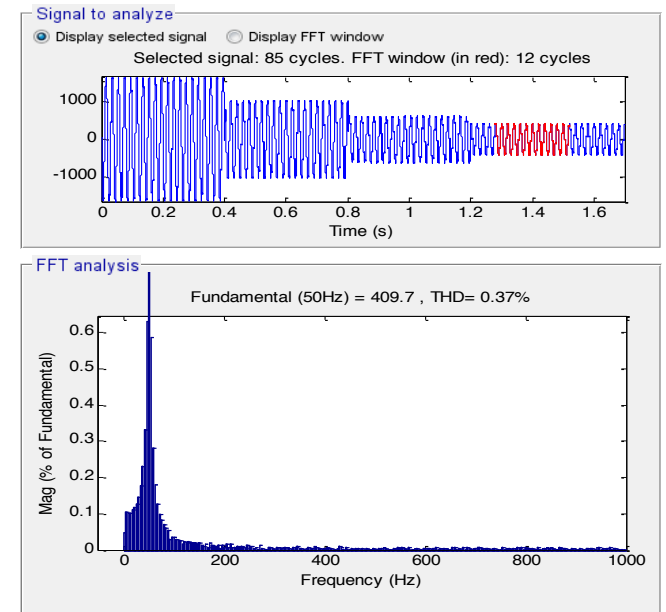 Signal to analyze
Display selected signal Display FFT window
Selected signal: 85 cycles. FFT window (in red): 12 cycles
1000
0
-1000
0 0.2 0.4 0.6 0.8 1 1.2 1.4 1.6
Time (s)
FFT analysis
Fundamental (50Hz) = 409.7 , THD= 0.37%
Mag (% of Fundamental)
0.6
0.5
0.4
0.3
0.2
0.1
0
0 200 400 600 800 1000
Frequency (Hz)